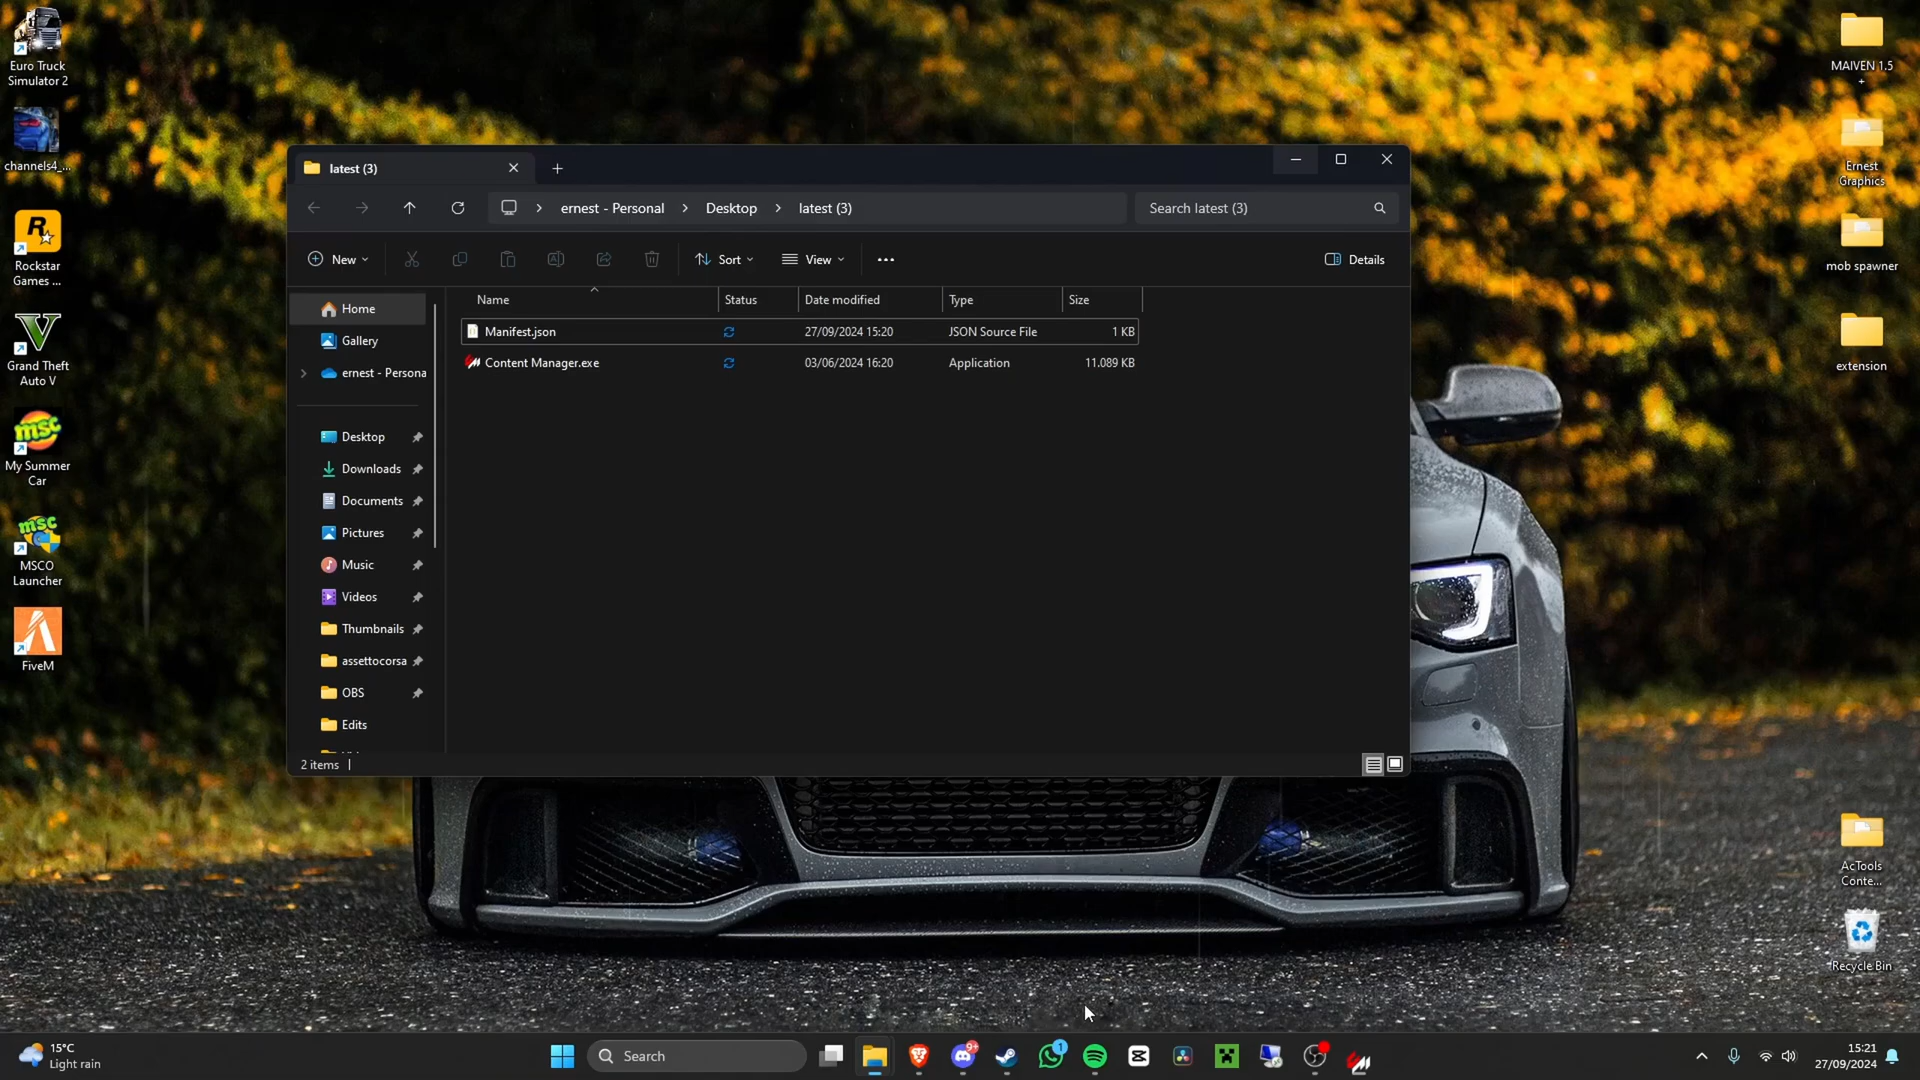 Euro Truck
Simulator 2
channels4_...
Rockstar
Games ...
Grand Theft
Auto V
msc
My Summer
Car
msc
MSCO
Launcher
FiveM
latest (3)
ernest - Personal
Desktop
latest (3)
Search latest (3)
New
Sort
View
Details
Home
Gallery
ernest - Persona
Desktop
Downloads
Documents
Pictures
Music
Videos
Thumbnails
assettocorsa
OBS
Edits
Name
Status
Date modified
Type
Size
Manifest.json
27/09/2024 15:20
JSON Source File
1 KB
Content Manager.exe
03/06/2024 16:20
Application
11.089 KB
2 items
MAIVEN 1.5
+
Ernest
Graphics
mob spawner
extension
AcTools
Conte...
Recycle Bin
15°C
Light rain
Search
9+
1
15:21
27/09/2024